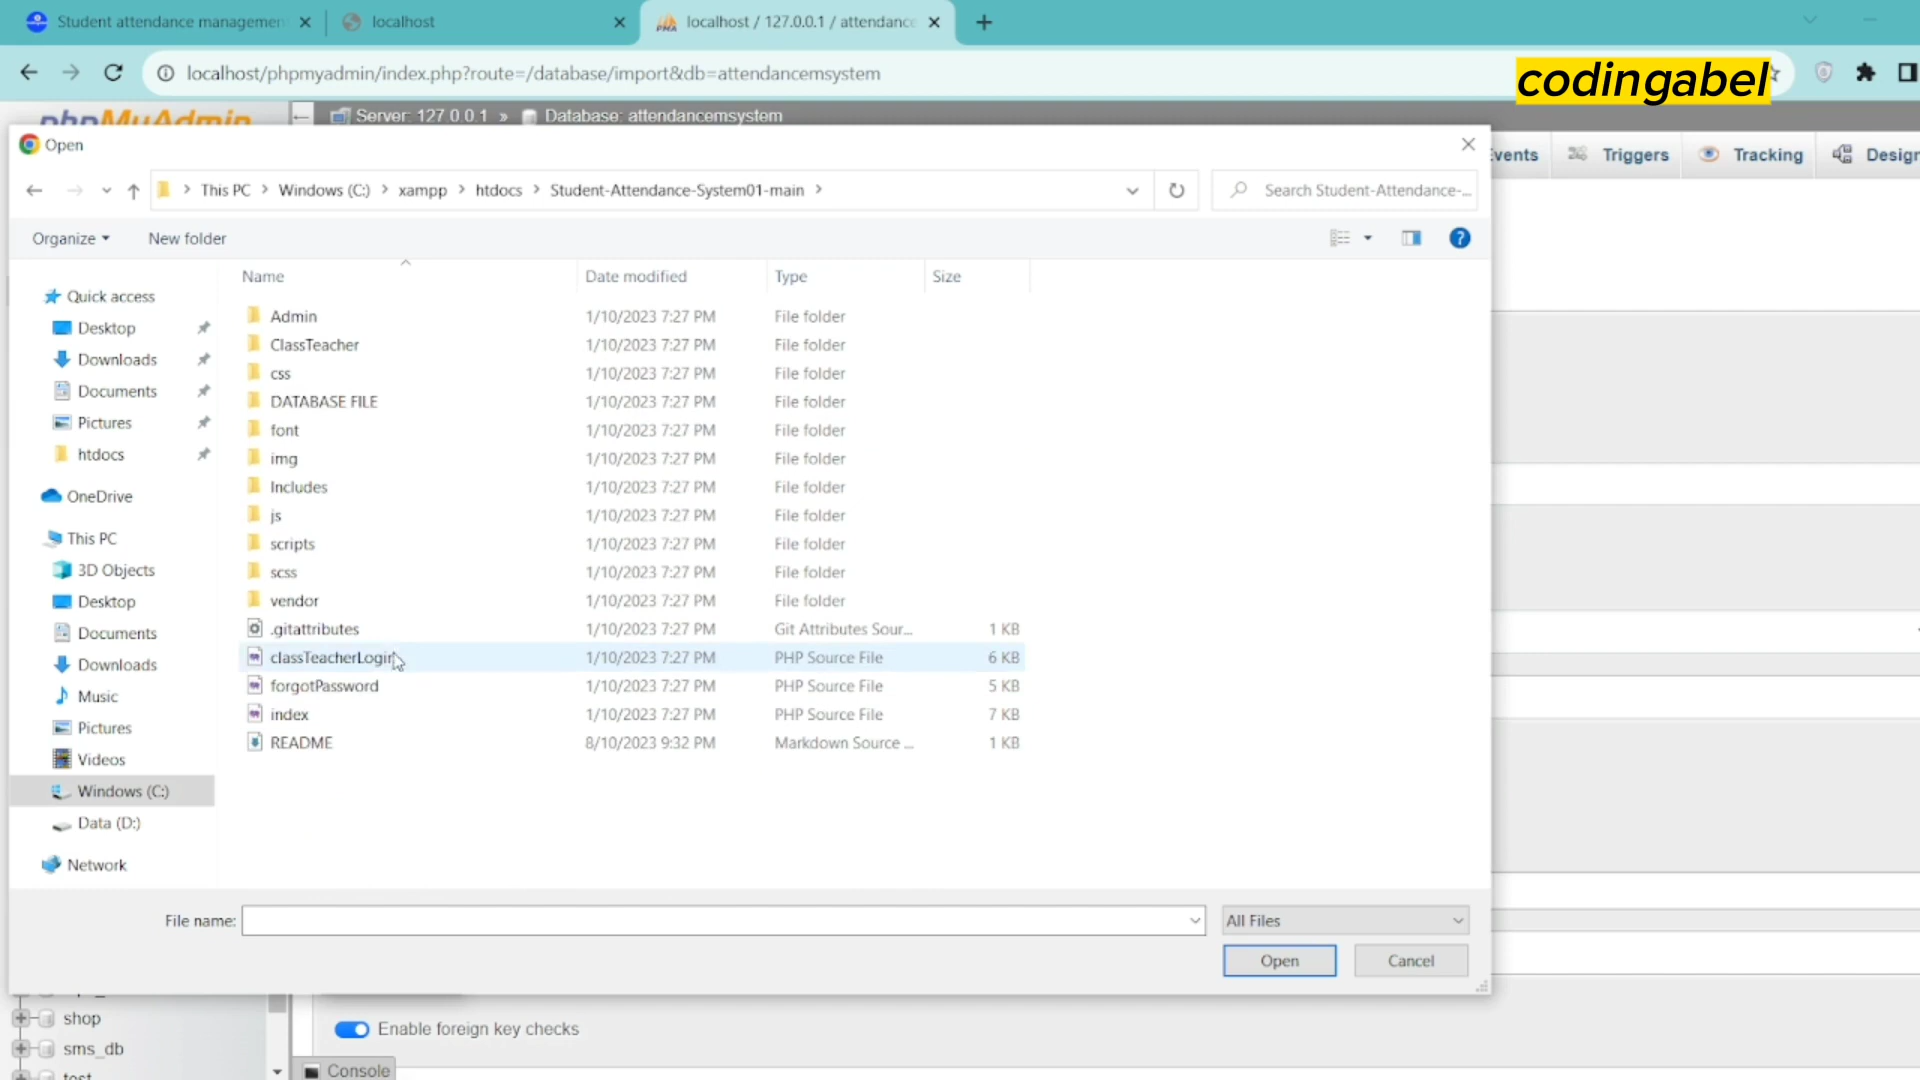 Student attendance managemen
localhost
localhost / 127.0.0.1 / attendance
localhost/phpmyadmin/index.php?route=/database/import&db=attendancemsystem
codingabel
phpMyAdmin
Server: 127.0.0.1 » Database: attendancemsystem
Open
vents Triggers Tracking Design
This PC > Windows (C:) > xampp > htdocs > Student-Attendance-System01-main >
Search Student-Attendance-...
Organize New folder
Name Date modified Type Size
Quick access
Desktop
Downloads
Documents
Pictures
htdocs
OneDrive
This PC
3D Objects
Desktop
Documents
Downloads
Music
Pictures
Videos
Windows (C:)
Data (D:)
Network
Admin 1/10/2023 7:27 PM File folder
ClassTeacher 1/10/2023 7:27 PM File folder
css 1/10/2023 7:27 PM File folder
DATABASE FILE 1/10/2023 7:27 PM File folder
font 1/10/2023 7:27 PM File folder
img 1/10/2023 7:27 PM File folder
Includes 1/10/2023 7:27 PM File folder
js 1/10/2023 7:27 PM File folder
scripts 1/10/2023 7:27 PM File folder
scss 1/10/2023 7:27 PM File folder
vendor 1/10/2023 7:27 PM File folder
.gitattributes 1/10/2023 7:27 PM Git Attributes Sour... 1 KB
classTeacherLogin 1/10/2023 7:27 PM PHP Source File 6 KB
forgotPassword 1/10/2023 7:27 PM PHP Source File 5 KB
index 1/10/2023 7:27 PM PHP Source File 7 KB
README 8/10/2023 9:32 PM Markdown Source ... 1 KB
File name:
All Files
Open Cancel
shop
sms_db
test
Enable foreign key checks
Console